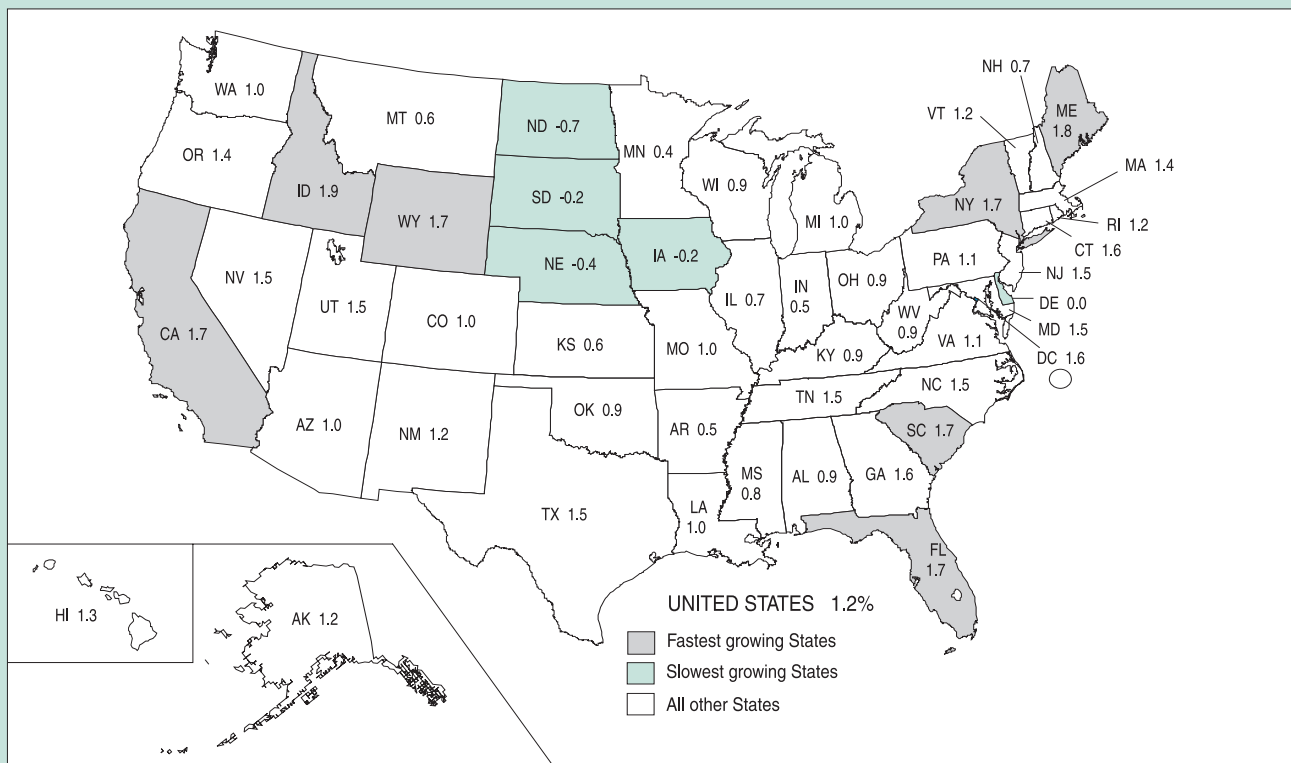 WA 1.0
MT 0.6
ND -0.7
MN 0.4
OR 1.4
ID 1.9
WY 1.7
SD -0.2
WI 0.9
MI 1.0
NH 0.7
VT 1.2
ME
1.8
MA 1.4
NY 1.7
RI 1.2
CT 1.6
NE -0.4
IA -0.2
PA 1.1
NJ 1.5
DE 0.0
MD 1.5
DC 1.6
NV 1.5
UT 1.5
CO 1.0
CA 1.7
KS 0.6
MO 1.0
IL 0.7
IN
0.5
OH 0.9
WV
0.9
VA 1.1
KY 0.9
NC 1.5
TN 1.5
AZ 1.0
NM 1.2
OK 0.9
AR 0.5
SC 1.7
MS
0.8
AL 0.9
GA 1.6
TX 1.5
LA
1.0
FL
1.7
HI 1.3
AK 1.2
UNITED STATES 1.2%
Fastest growing States
Slowest growing States
All other States